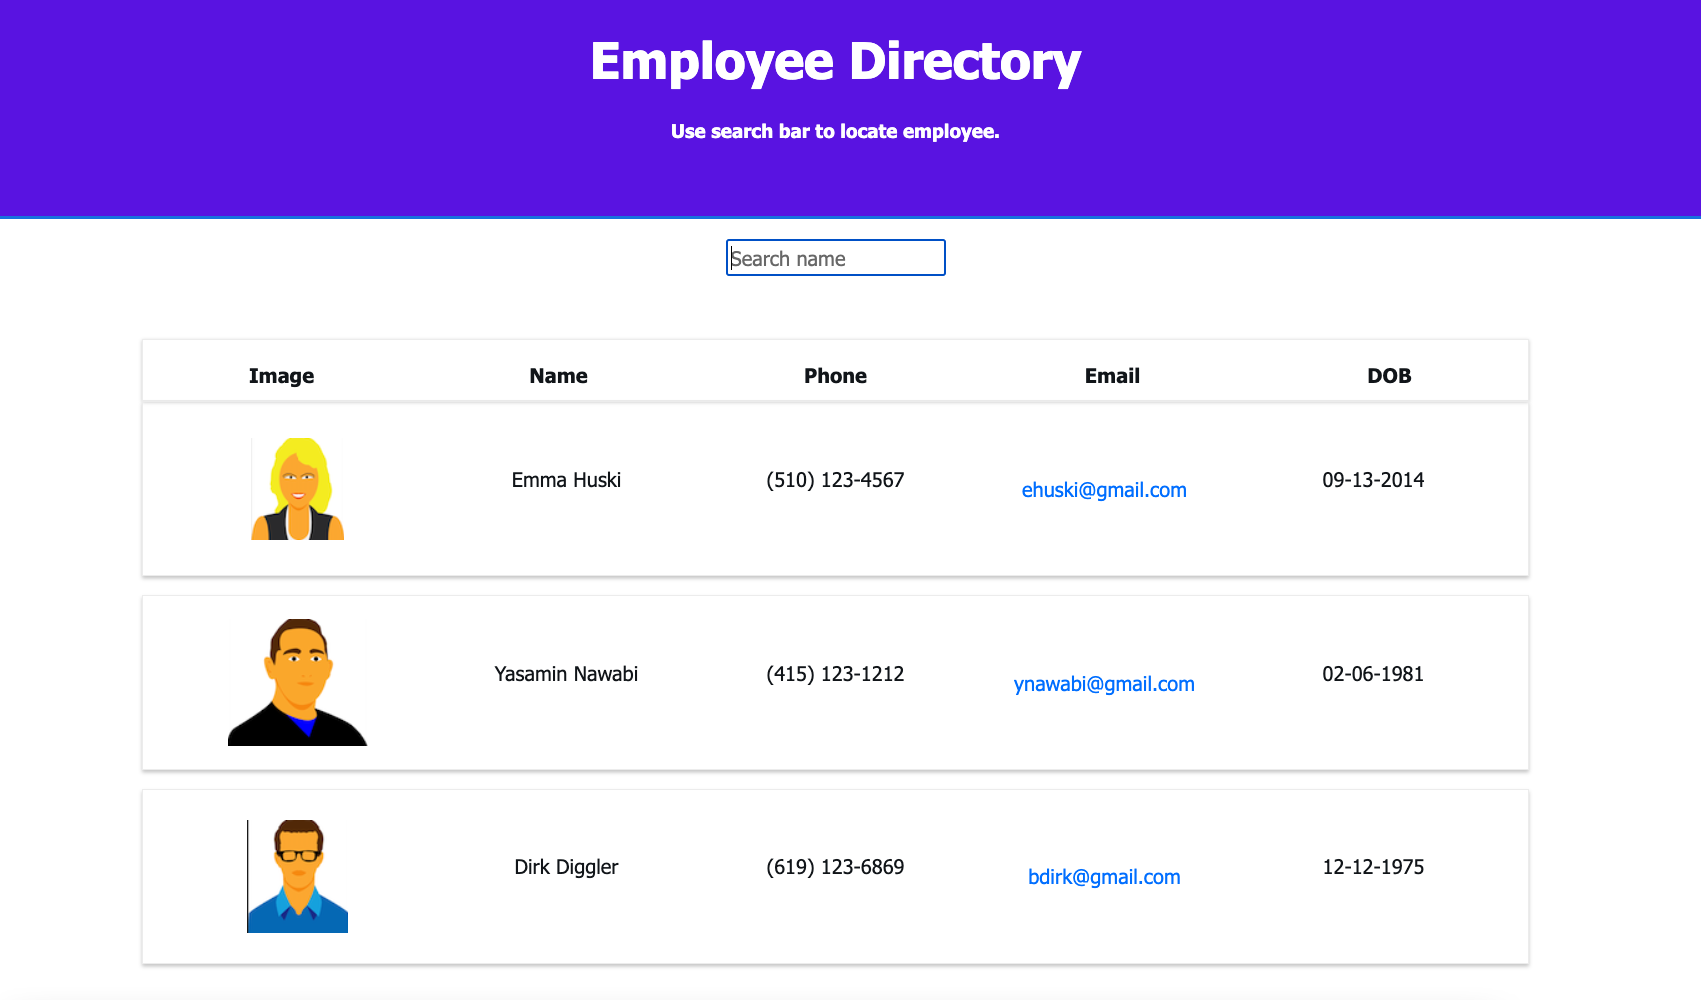 Employee Directory
Use search bar to locate employee.
Search name
Image Name Phone Email DOB
Emma Huski (510) 123-4567 ehuski@gmail.com 09-13-2014
Yasamin Nawabi (415) 123-1212 ynawabi@gmail.com 02-06-1981
Dirk Diggler (619) 123-6869 bdirk@gmail.com 12-12-1975